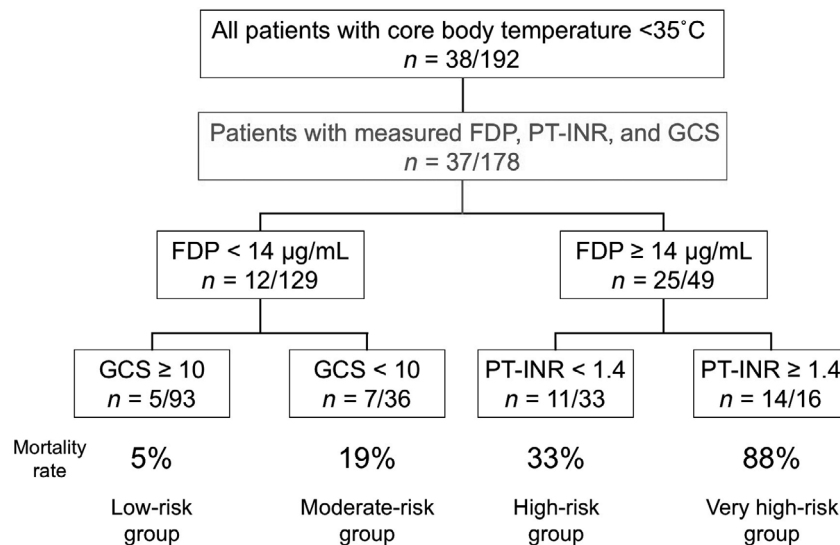 All patients with core body temperature <35˚C
n = 38/192
Patients with measured FDP, PT-INR, and GCS
n = 37/178
FDP < 14 µg/mL
n = 12/129
FDP ≥ 14 µg/mL
n = 25/49
GCS ≥ 10
n = 5/93
GCS < 10
n = 7/36
PT-INR < 1.4
n = 11/33
PT-INR ≥ 1.4
n = 14/16
Mortality
rate
5%
19%
33%
88%
Low-risk
group
Moderate-risk
group
High-risk
group
Very high-risk
group